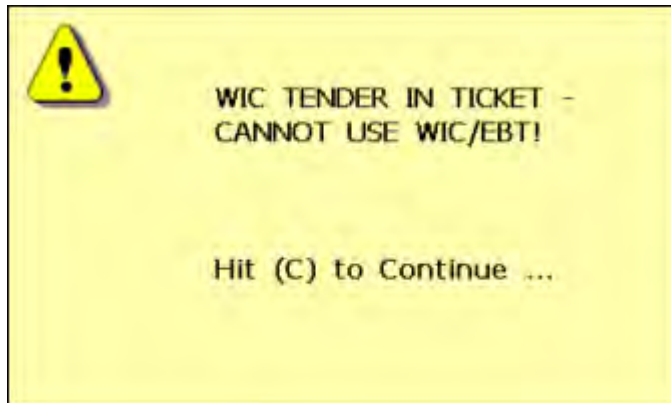 WIC TENDER IN TICKET -
CANNOT USE WIC/EBT!
Hit (C) to Continue ...